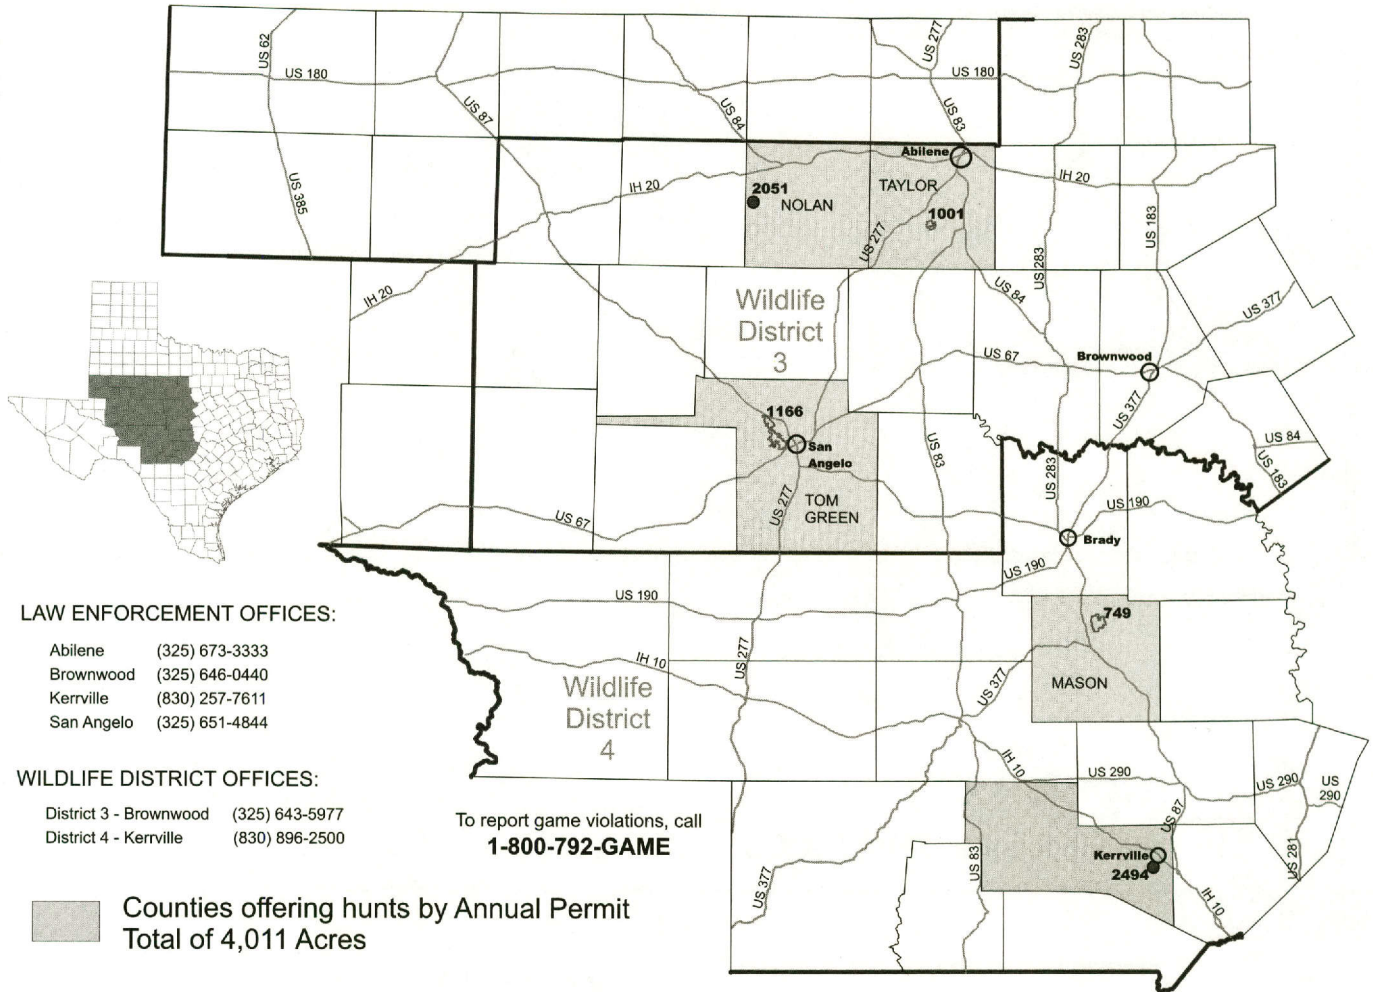 US 62
US 180
US 87
US 84
US 277
US 180
US 83
US 283
US 385
IH 20
2051
NOLAN
Abilene
TAYLOR
1001
US 277
IH 20
US 183
US 283
IH 20
Wildlife
District
3
US 84
US 377
US 67
Brownwood
US 377
1166
San
Angelo
US 83
US 283
US 84
US 183
US 277
TOM
GREEN
US 67
US 190
Brady
US 190
US 190
749
US 277
IH 10
Wildlife
District
4
US 377
MASON
IH 10
US 290
US 290
US
290
US 87
US 281
Kerrville
2494
US 83
US 377
IH 10
LAW ENFORCEMENT OFFICES:
Abilene (325) 673-3333
Brownwood (325) 646-0440
Kerrville (830) 257-7611
San Angelo (325) 651-4844
WILDLIFE DISTRICT OFFICES:
District 3 - Brownwood (325) 643-5977
District 4 - Kerrville (830) 896-2500
To report game violations, call
1-800-792-GAME
Counties offering hunts by Annual Permit
Total of 4,011 Acres